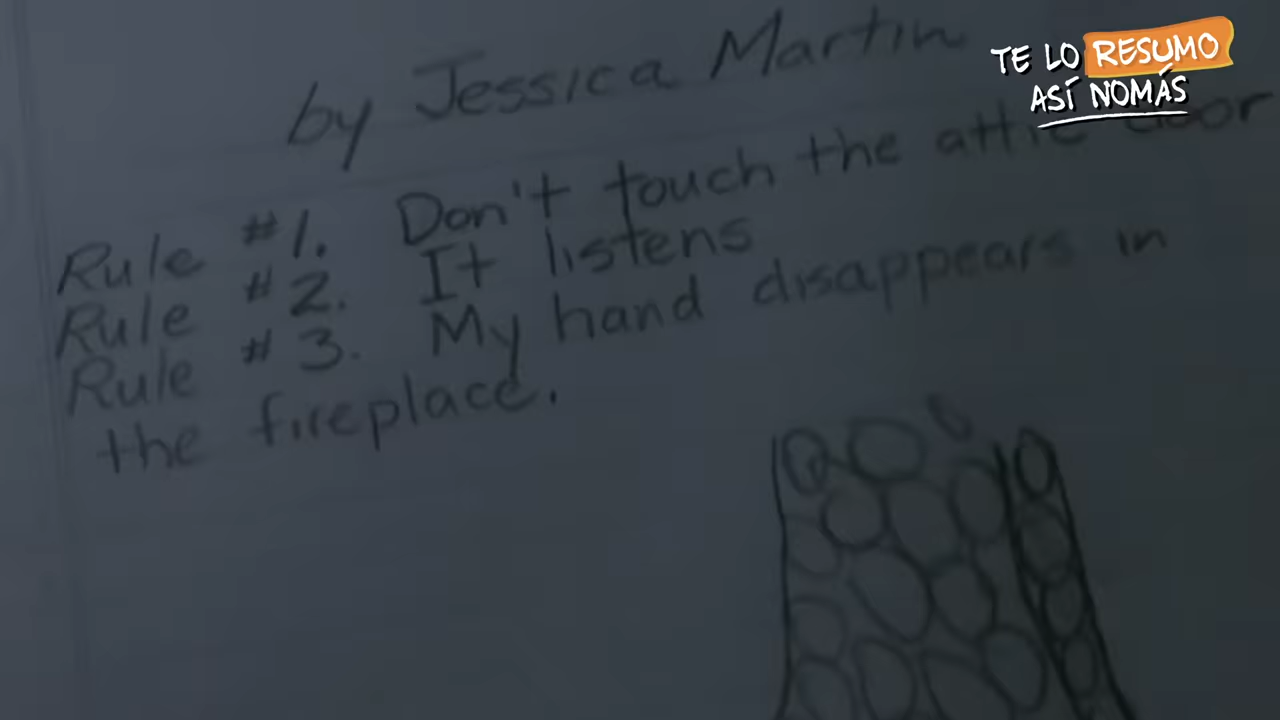 TE LO RESUMO
ASÍ NOMÁS
by Jessica Martin
Rule #1. Don't touch the attic door
Rule #2. It listens
Rule #3. My hand disappears in
the fireplace.